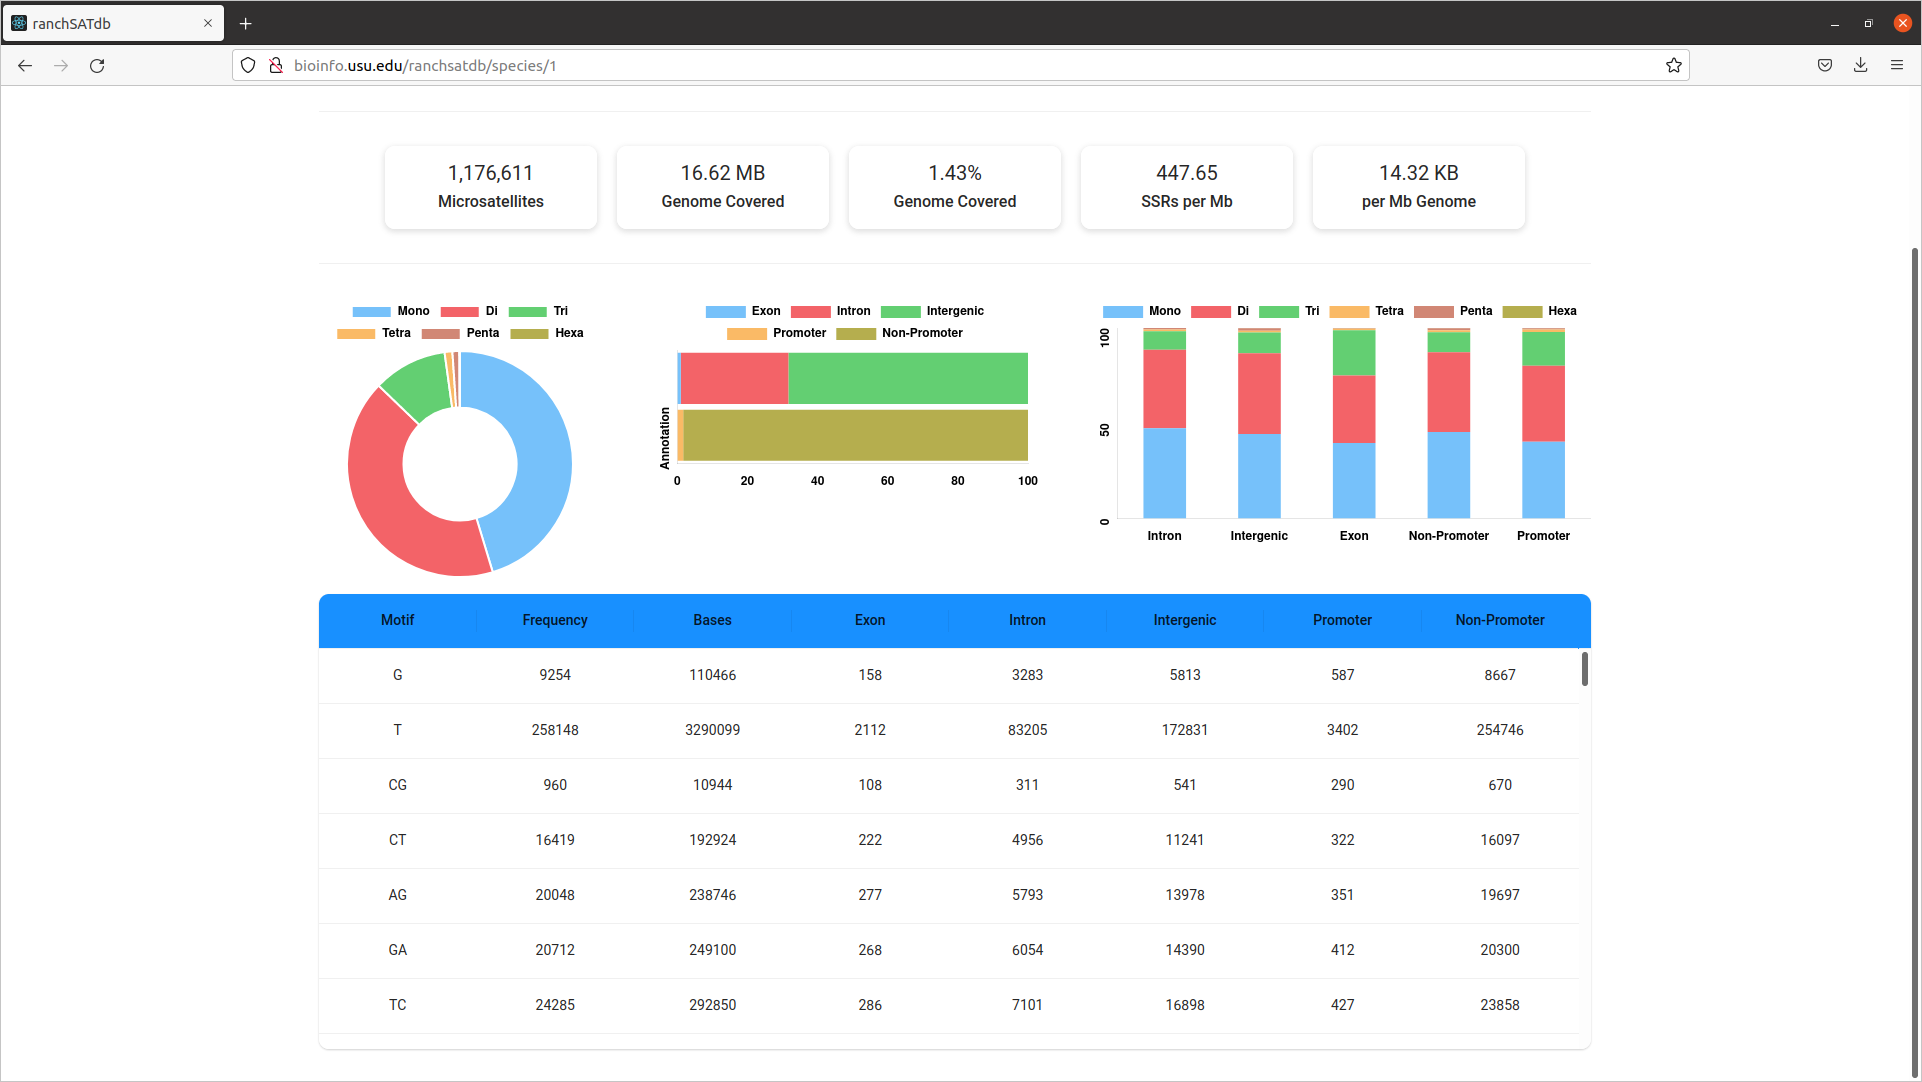 ranchSATdb
bioinfo.usu.edu/ranchsatdb/species/1
1,176,611 16.62 MB 1.43% 447.65 14.32 KB
Microsatellites Genome Covered Genome Covered SSRs per Mb per Mb Genome
Mono Di Tri
Tetra Penta Hexa
Exon Intron Intergenic
Promoter Non-Promoter
Annotation
0 20 40 60 80 100
Mono Di Tri Tetra Penta Hexa
100
50
0
Intron Intergenic Exon Non-Promoter Promoter
Motif Frequency Bases Exon Intron Intergenic Promoter Non-Promoter
G 9254 110466 158 3283 5813 587 8667
T 258148 3290099 2112 83205 172831 3402 254746
CG 960 10944 108 311 541 290 670
CT 16419 192924 222 4956 11241 322 16097
AG 20048 238746 277 5793 13978 351 19697
GA 20712 249100 268 6054 14390 412 20300
TC 24285 292850 286 7101 16898 427 23858